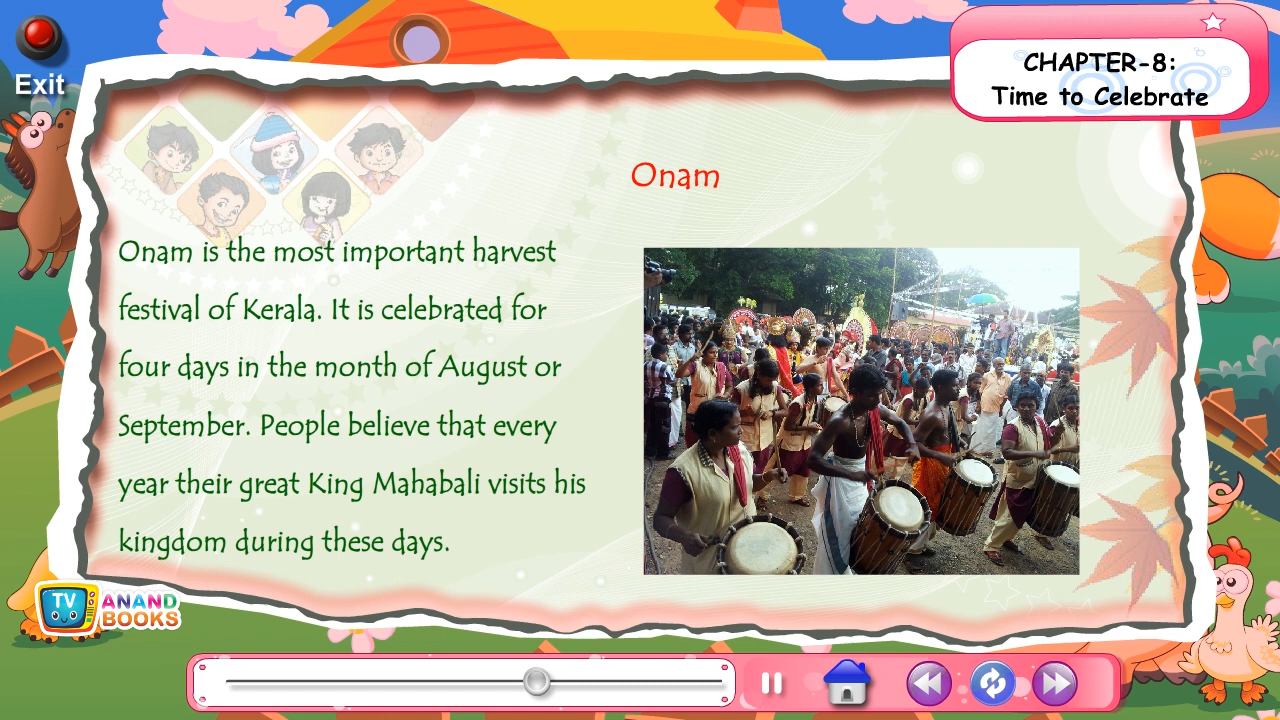 Exit
CHAPTER-8:
Time to Celebrate
Onam
Onam is the most important harvest
festival of Kerala. It is celebrated for
four days in the month of August or
September. People believe that every
year their great King Mahabali visits his
kingdom during these days.
TV
ANAND
BOOKS